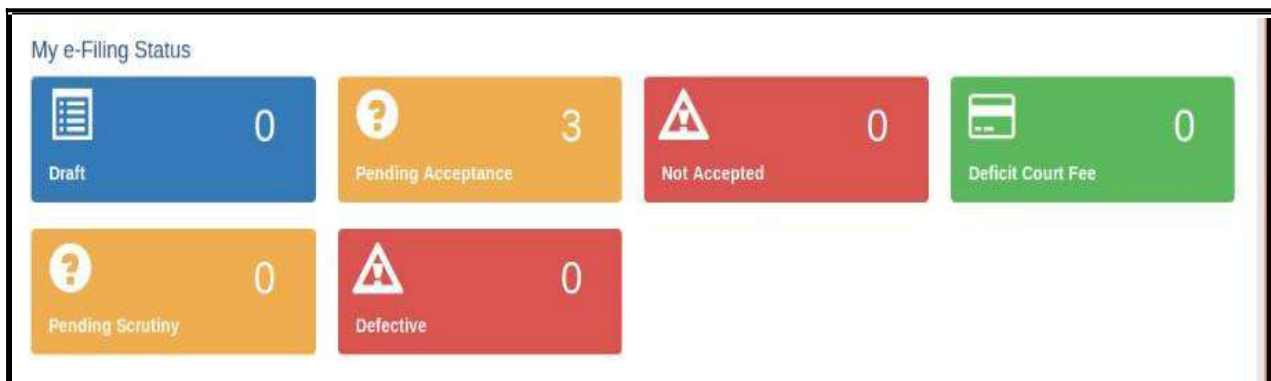 My e-Filing Status
0
Draft
3
Pending Acceptance
0
Not Accepted
0
Deficit Court Fee
0
Pending Scrutiny
0
Defective